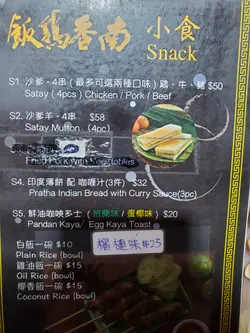 飯鷄香南 小食
Snack
S1. 沙爹 - 4串 ( 最多可選兩種口味 ) 鷄、牛、豬 $50
Satay ( 4pcs ) Chicken / Pork / Beef
S2. 沙爹羊 - 4串 $58
Satay Mutton (4pc)
Fried Pork with Vegetables
S4. 印度薄餅 配 咖喱汁(3件) $32
Pratha Indian Bread with Curry Sauce(3pc)
S5. 鮮油咖央多士 ( 班蘭味 / 蛋椰味 ) $20
Pandan Kaya / Egg Kaya Toast
白飯一碗 $10
Plain Rice (bowl)
榴槤味 #23
雞油飯一碗 $15
Oil Rice (bowl)
椰香飯一碗 $15
Coconut Rice (bowl)